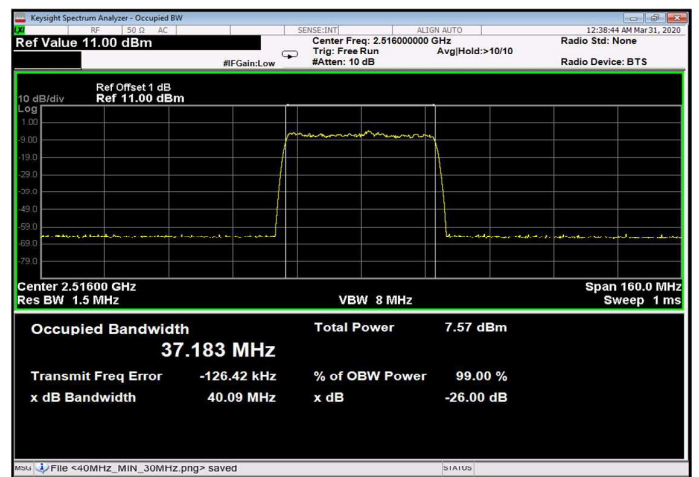 Keysight Spectrum Analyzer - Occupied BW
LXI RF 50 Ω AC SENSE:INT ALIGN AUTO 12:38:44 AM Mar 31, 2020
Ref Value 11.00 dBm Center Freq: 2.516000000 GHz Radio Std: None
Trig: Free Run Avg|Hold:>10/10
#IFGain:Low #Atten: 10 dB Radio Device: BTS
Ref Offset 1 dB
10 dB/div Ref 11.00 dBm
Log
1.00
-9.00
-19.0
-29.0
-39.0
-49.0
-59.0
-69.0
-79.0
Center 2.51600 GHz Span 160.0 MHz
Res BW 1.5 MHz VBW 8 MHz Sweep 1 ms
Occupied Bandwidth Total Power 7.57 dBm
37.183 MHz
Transmit Freq Error -126.42 kHz % of OBW Power 99.00 %
x dB Bandwidth 40.09 MHz x dB -26.00 dB
MSG File <40MHz_MIN_30MHz.png> saved STATUS